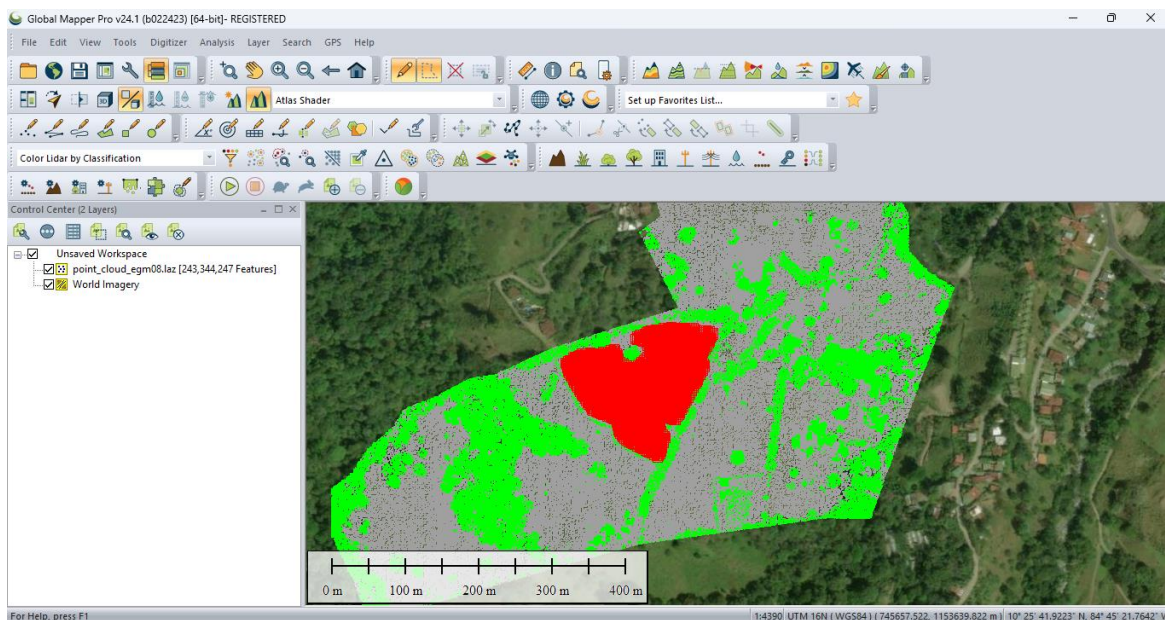 Global Mapper Pro v24.1 (b022423) [64-bit]- REGISTERED
File Edit View Tools Digitizer Analysis Layer Search GPS Help
Atlas Shader
Set up Favorites List...
Color Lidar by Classification
Control Center (2 Layers)
Unsaved Workspace
point_cloud_egm08.laz [243,344,247 Features]
World Imagery
0 m 100 m 200 m 300 m 400 m
For Help, press F1
1:4390 UTM 16N ( WGS84 ) ( 745657.522, 1153639.822 m ) 10° 25' 41.9223" N, 84° 45' 21.7642" W